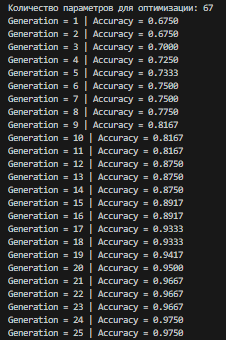 Количество параметров для оптимизации: 67
Generation = 1 | Accuracy = 0.6750
Generation = 2 | Accuracy = 0.6750
Generation = 3 | Accuracy = 0.7000
Generation = 4 | Accuracy = 0.7250
Generation = 5 | Accuracy = 0.7333
Generation = 6 | Accuracy = 0.7500
Generation = 7 | Accuracy = 0.7500
Generation = 8 | Accuracy = 0.7750
Generation = 9 | Accuracy = 0.8167
Generation = 10 | Accuracy = 0.8167
Generation = 11 | Accuracy = 0.8167
Generation = 12 | Accuracy = 0.8750
Generation = 13 | Accuracy = 0.8750
Generation = 14 | Accuracy = 0.8750
Generation = 15 | Accuracy = 0.8917
Generation = 16 | Accuracy = 0.8917
Generation = 17 | Accuracy = 0.9333
Generation = 18 | Accuracy = 0.9333
Generation = 19 | Accuracy = 0.9417
Generation = 20 | Accuracy = 0.9500
Generation = 21 | Accuracy = 0.9667
Generation = 22 | Accuracy = 0.9667
Generation = 23 | Accuracy = 0.9667
Generation = 24 | Accuracy = 0.9750
Generation = 25 | Accuracy = 0.9750